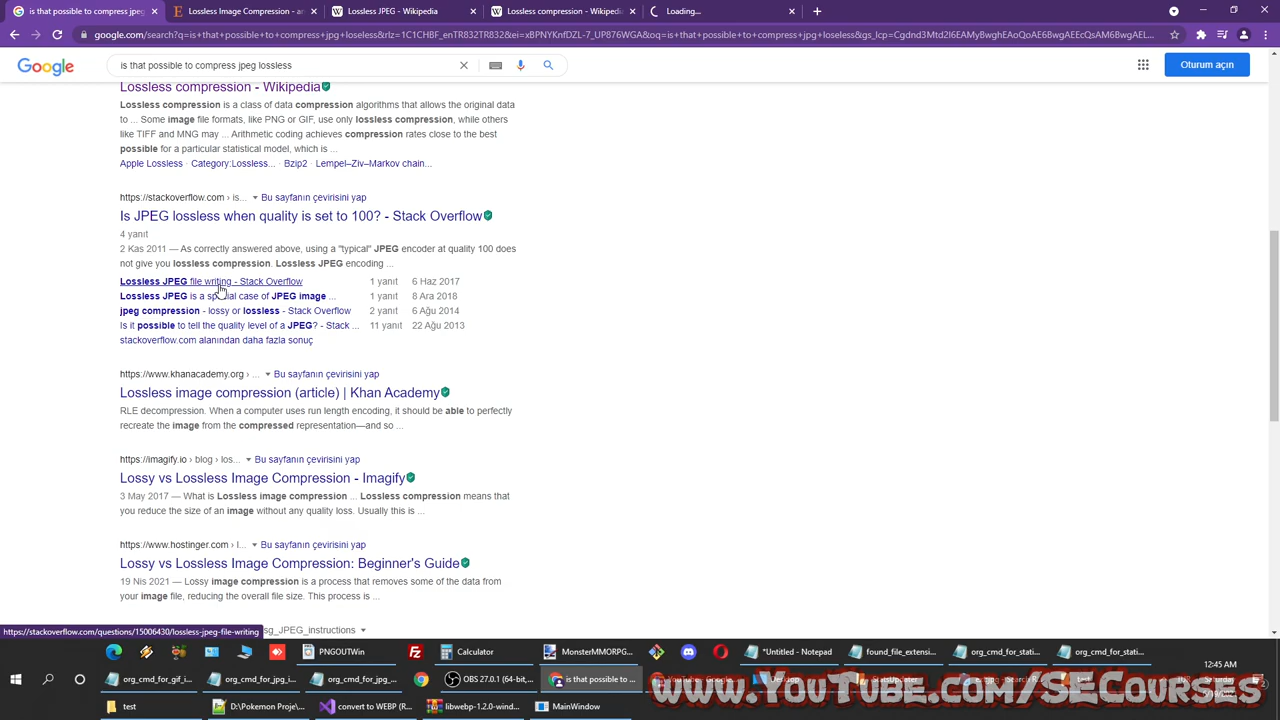 is that possible to compress jpeg
Lossless Image Compression - an
Lossless JPEG - Wikipedia
Lossless compression - Wikipedia
Loading...
google.com/search?q=is+that+possible+to+compress+jpg+lossless&rlz=1C1CHBF_enTR832TR832&ei=xBPNYKnfDZL-7_UP876WGA&oq=is+that+possible+to+compress+jpg+lossless&gs_lcp=
Google
is that possible to compress jpeg lossless
Oturum açın
Lossless compression - Wikipedia
Lossless compression is a class of data compression algorithms that allows the original data
to ... Some image file formats, like PNG or GIF, use only lossless compression, while others
like TIFF and MNG may ... Arithmetic coding achieves compression rates close to the best
possible for a particular statistical model, which is ...
Apple Lossless · Category:Lossless... · Bzip2 · Lempel–Ziv–Markov chain...
https://stackoverflow.com › is... Bu sayfanın çevirisini yap
Is JPEG lossless when quality is set to 100? - Stack Overflow
4 yanıt
2 Kas 2011 — As correctly answered above, using a "typical" JPEG encoder at quality 100 does
not give you lossless compression. Lossless JPEG encoding ...
Lossless JPEG file writing - Stack Overflow 1 yanıt 6 Haz 2017
Lossless JPEG is a special case of JPEG image ... 1 yanıt 8 Ara 2018
jpeg compression - lossy or lossless - Stack Overflow 2 yanıt 6 Ağu 2014
Is it possible to tell the quality level of a JPEG? - Stack ... 11 yanıt 22 Ağu 2013
stackoverflow.com alanından daha fazla sonuç
https://www.khanacademy.org › ... Bu sayfanın çevirisini yap
Lossless image compression (article) | Khan Academy
RLE decompression. When a computer uses run length encoding, it should be able to perfectly
recreate the image from the compressed representation—and so ...
https://imagify.io › blog › los... Bu sayfanın çevirisini yap
Lossy vs Lossless Image Compression - Imagify
3 May 2017 — What is Lossless image compression ... Lossless compression means that
you reduce the size of an image without any quality loss. Usually this is ...
https://www.hostinger.com › l... Bu sayfanın çevirisini yap
Lossy vs Lossless Image Compression: Beginner's Guide
19 Nis 2021 — Lossy image compression is a process that removes some of the data from
your image file, reducing the overall file size. This process is ...
https://stackoverflow.com/questions/15006430/lossless-jpeg-file-writing
sg_JPEG_instructions
PNGOUTWin
Calculator
MonsterMMORPG...
*Untitled - Notepad
found_file_extensio...
org_cmd_for_stati...
org_cmd_for_stati...
12:45 AM
org_cmd_for_gif_i...
org_cmd_for_jpg_...
org_cmd_for_jpg_...
OBS 27.0.1 (64-bit,...
is that possible to ...
Desktop
StatsUpdater
TUR
Saturday
www.YouTube.com/SECourses
test
D:\Pokemon Proje\...
convert to WEBP (R...
libwebp-1.2.0-windo...
MainWindow